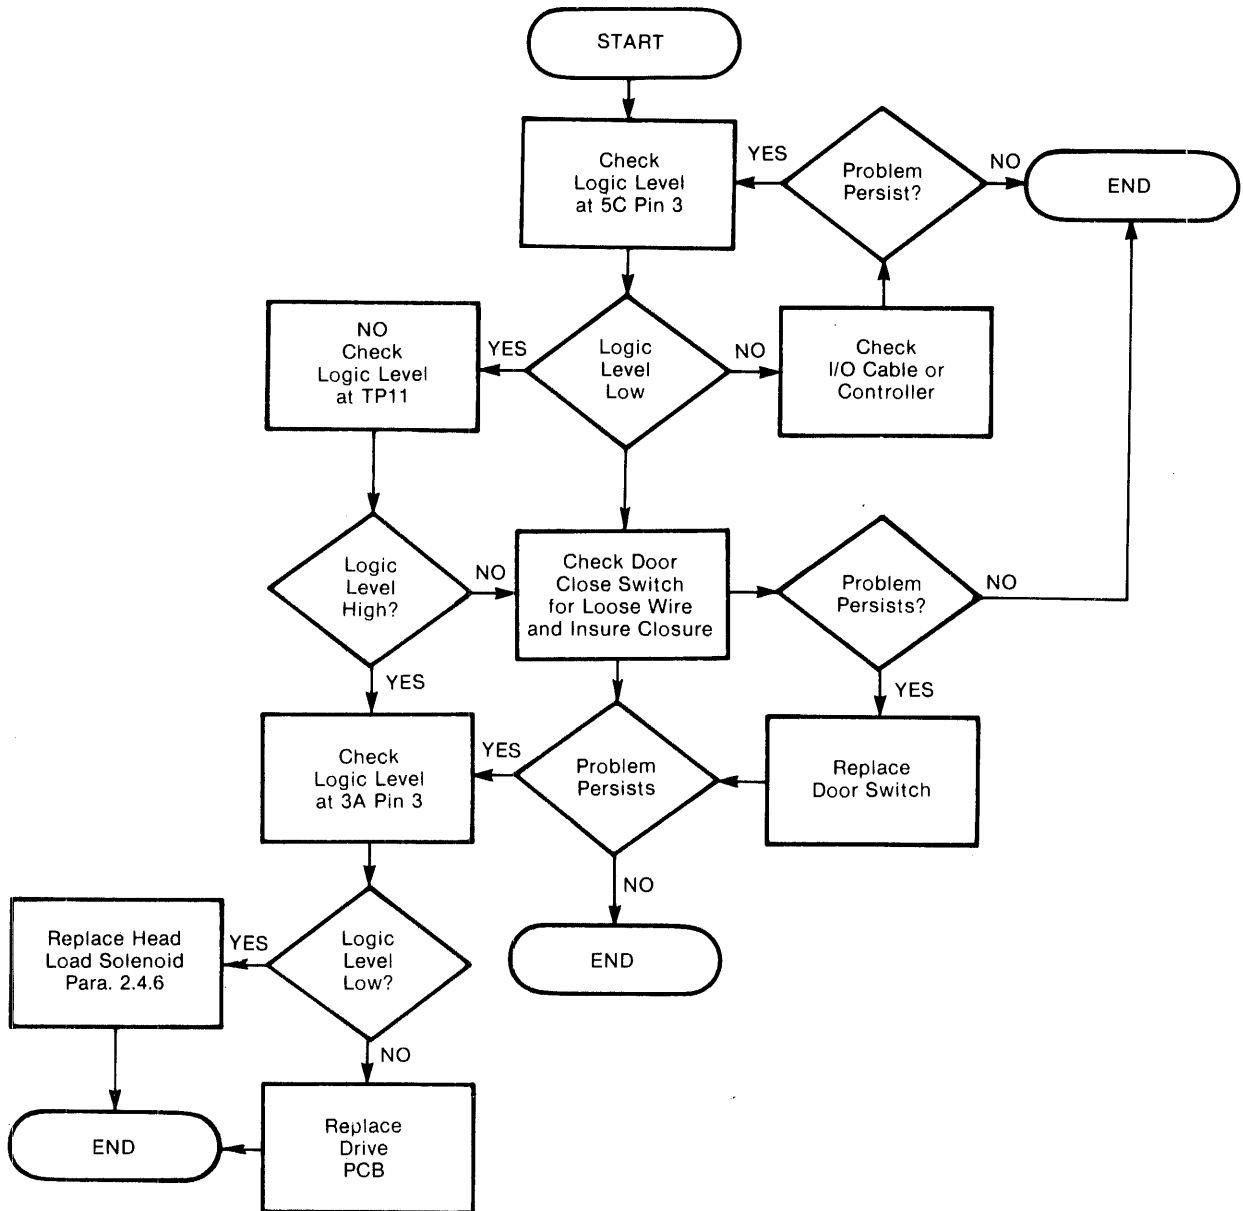 START
Check
Logic Level
at 5C Pin 3
YES
Problem
Persist?
NO
END
NO
Check
Logic Level
at TP11
YES
Logic
Level
Low
NO
Check
I/O Cable or
Controller
Logic
Level
High?
NO
Check Door
Close Switch
for Loose Wire
and Insure Closure
Problem
Persists?
NO
YES
YES
Check
Logic Level
at 3A Pin 3
YES
Problem
Persists
Replace
Door Switch
NO
END
Replace Head
Load Solenoid
Para. 2.4.6
YES
Logic
Level
Low?
NO
END
Replace
Drive
PCB